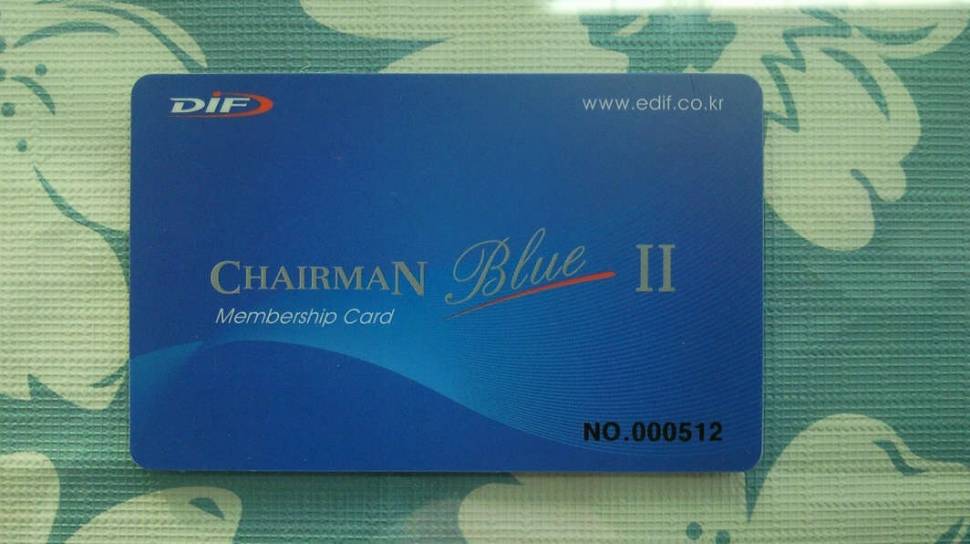 DIF
www.edif.co.kr
CHAIRMAN Blue II
Membership Card
NO.000512